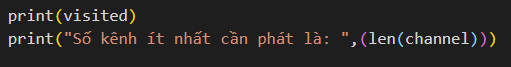 print(visited)
print("Số kênh ít nhất cần phát là: ",(len(channel)))